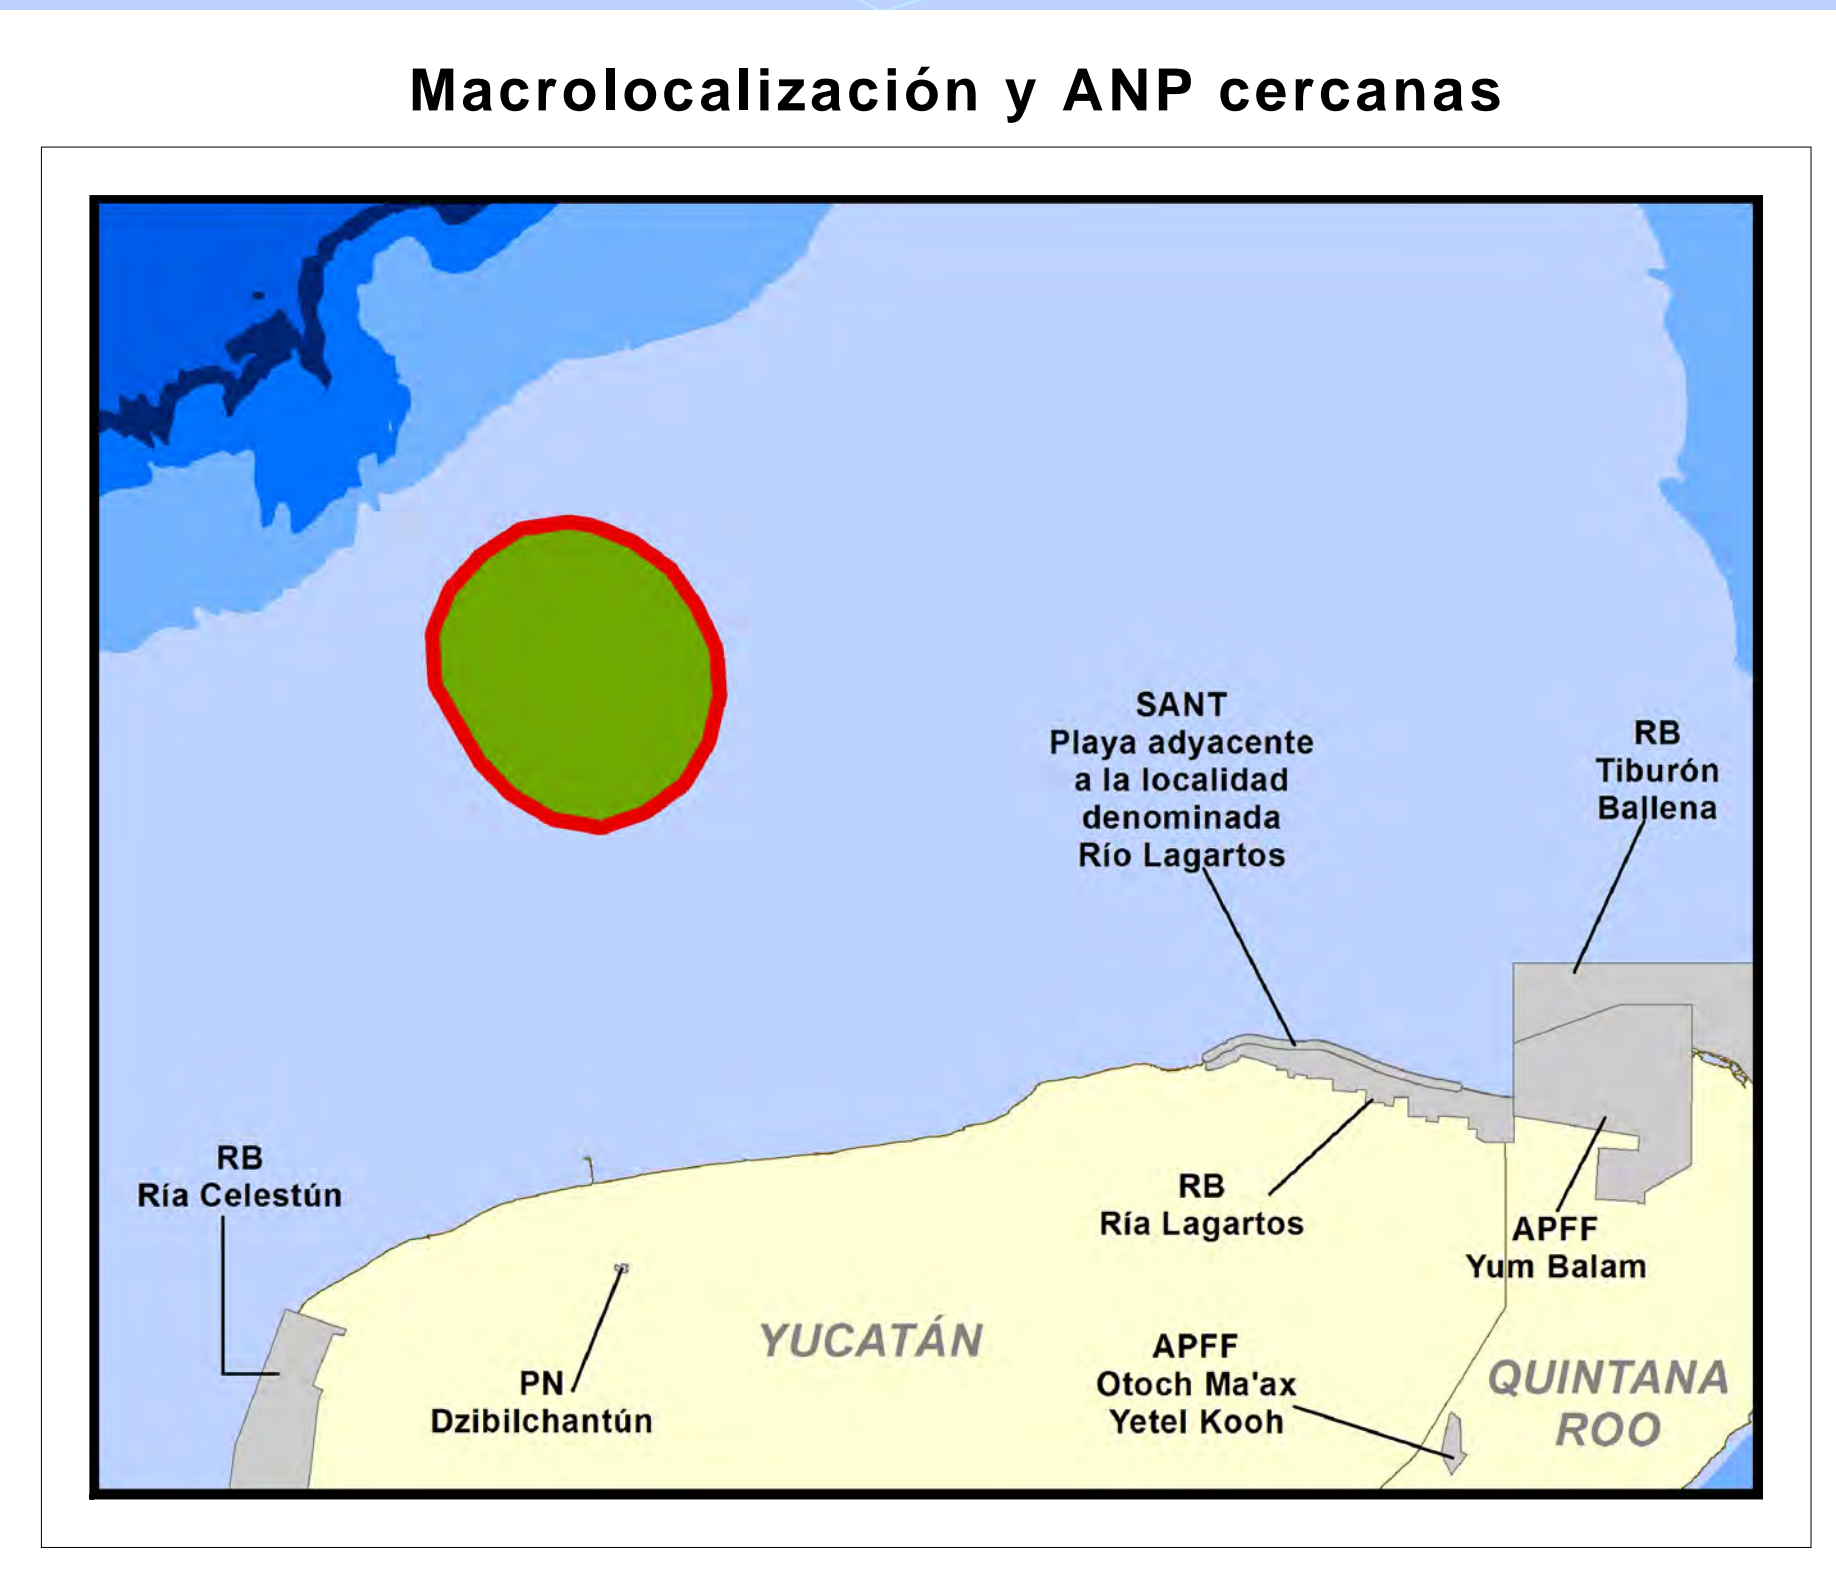 Macrolocalización y ANP cercanas
SANT
Playa adyacente
a la localidad
denominada
Río Lagartos
RB
Tiburón
Ballena
RB
Ría Celestún
RB
Ría Lagartos
APFF
Yum Balam
YUCATÁN
PN
Dzibilchantún
APFF
Otoch Ma'ax
Yetel Kooh
QUINTANA
ROO